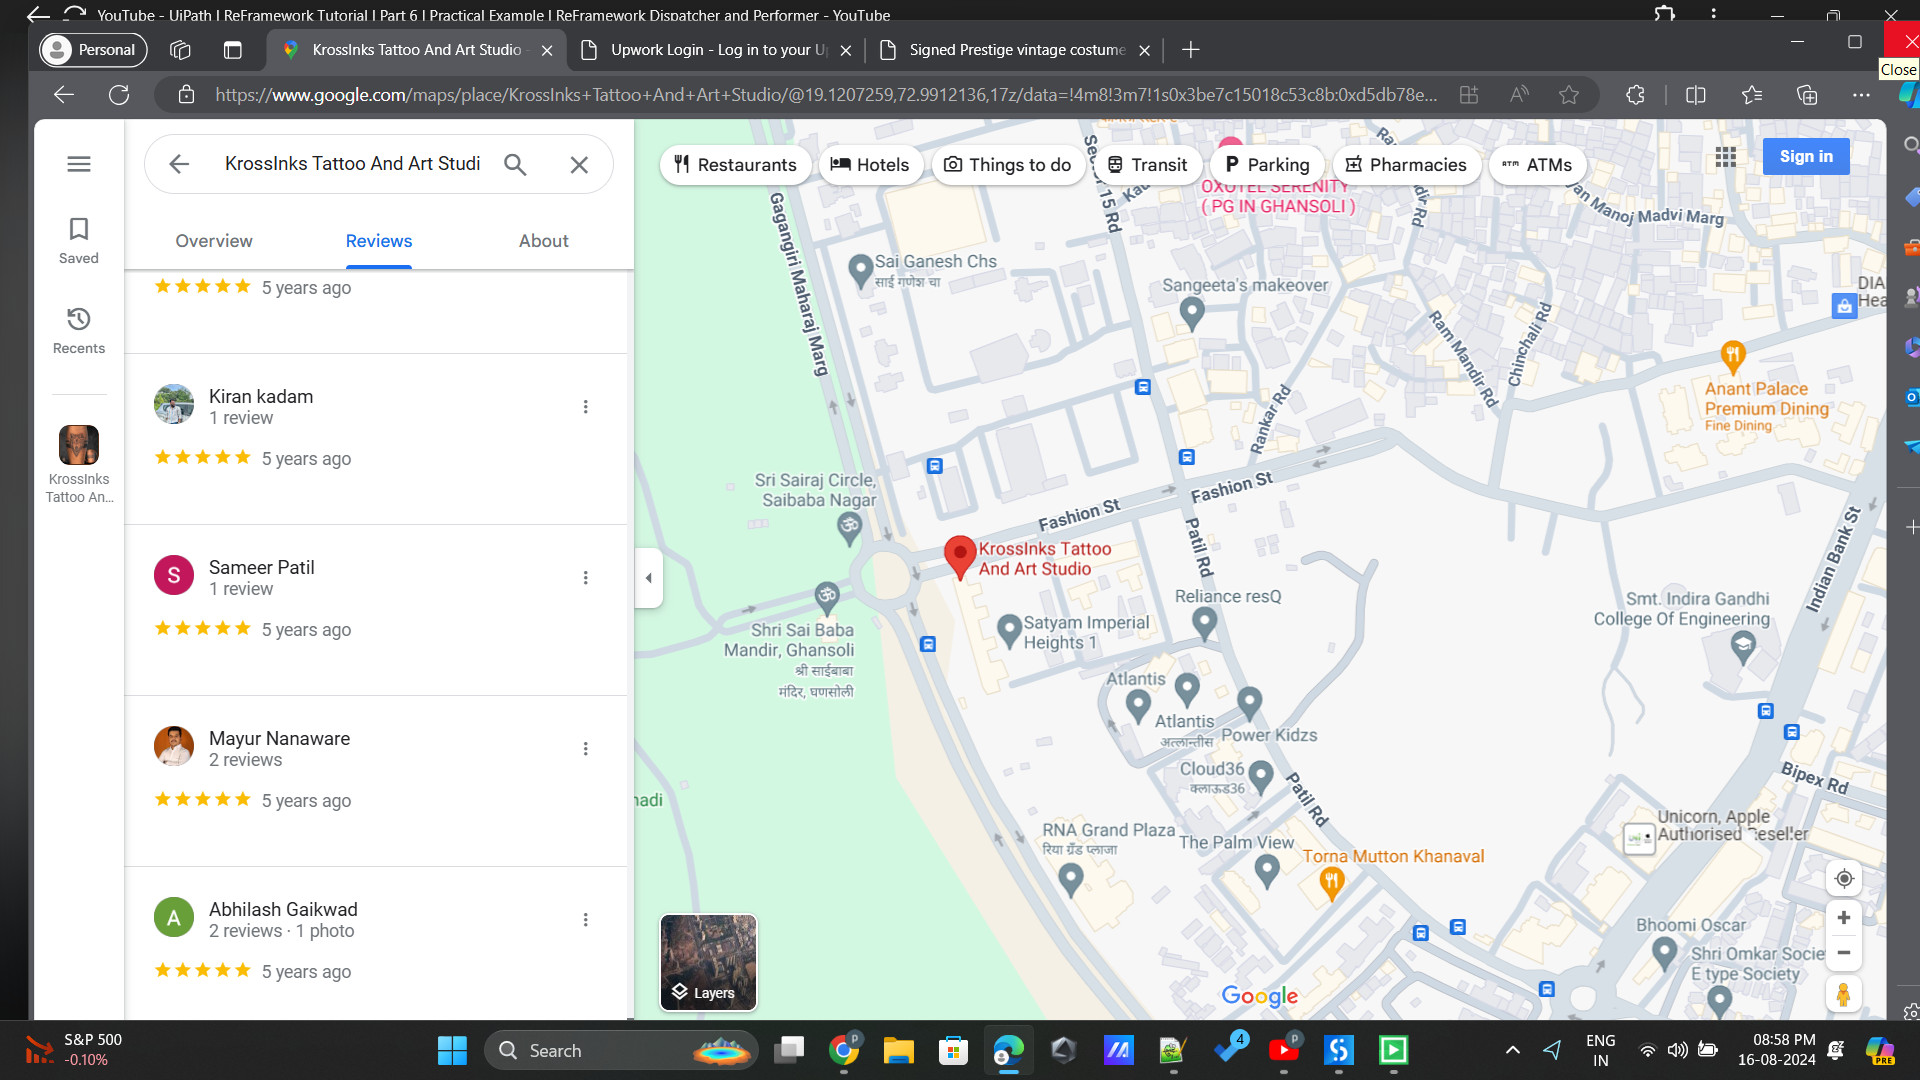 YouTube - UiPath | ReFramework Tutorial | Part 6 | Practical Example | ReFramework Dispatcher and Performer - YouTube
Personal
KrossInks Tattoo And Art Studio -
Upwork Login - Log in to your Up
Signed Prestige vintage costume
Close
https://www.google.com/maps/place/KrossInks+Tattoo+And+Art+Studio/@19.1207259,72.9912136,17z/data=!4m8!3m7!1s0x3be7c15018c53c8b:0xd5db78e...
KrossInks Tattoo And Art Studi
Restaurants
Hotels
Things to do
Transit
Parking
Pharmacies
ATMs
Sign in
Saved
Recents
KrossInks
Tattoo An...
Overview
Reviews
About
5 years ago
Kiran kadam
1 review
5 years ago
S
Sameer Patil
1 review
5 years ago
Mayur Nanaware
2 reviews
5 years ago
A
Abhilash Gaikwad
2 reviews · 1 photo
5 years ago
OXOTEL SERENITY
( PG IN GHANSOLI )
Gagangiri Maharaj Marg
15 Rd
an Manoj Madvi Marg
Sai Ganesh Chs
साई गणेश चा
Sangeeta's makeover
Ram Mandir Rd
Chinchali Rd
DIA
Hea
Anant Palace
Premium Dining
Fine Dining
Rankar Rd
Sri Sairaj Circle,
Saibaba Nagar
Fashion St
Fashion St
Patil Rd
Indian Bank St
KrossInks Tattoo
And Art Studio
Reliance resQ
Smt. Indira Gandhi
College Of Engineering
Shri Sai Baba
Mandir, Ghansoli
श्री साईबाबा
मंदिर, घणसोली
Satyam Imperial
Heights 1
Atlantis
Atlantis
अत्लान्तीस
Power Kidzs
Cloud36
क्लाऊड36
Patil Rd
Bipex Rd
nadi
RNA Grand Plaza
रिया ग्रँड प्लाजा
The Palm View
Torna Mutton Khanaval
Unicorn, Apple
Authorised Reseller
Bhoomi Oscar
Shri Omkar Socie
E type Society
Layers
Google
S&P 500
-0.10%
Search
4
ENG
IN
08:58 PM
16-08-2024
PRE